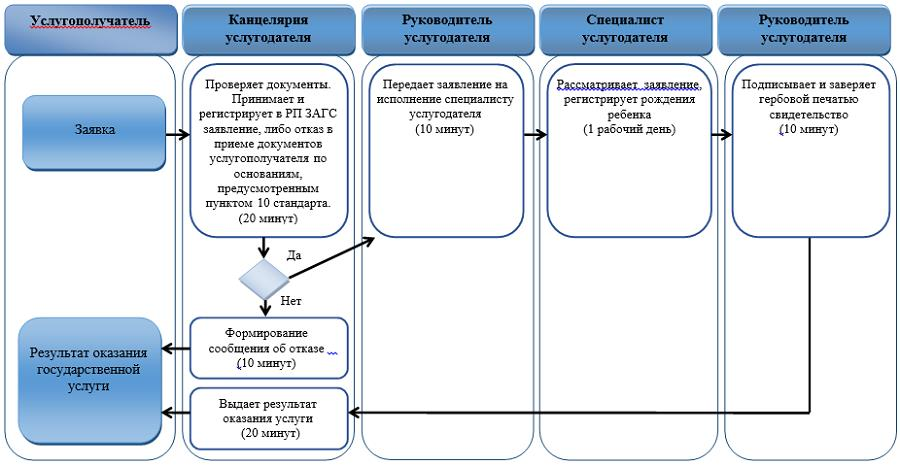 Услугополучатель
Канцелярия
услугодателя
Руководитель
услугодателя
Специалист
услугодателя
Руководитель
услугодателя
Заявка
Проверяет документы.
Принимает и
регистрирует в РП ЗАГС
заявление, либо отказ в
приеме документов
услугополучателя по
основаниям,
предусмотренным
пунктом 10 стандарта.
(20 минут)
Передает заявление на
исполнение специалисту
услугодателя
(10 минут)
Рассматривает заявление,
регистрирует рождения
ребенка
(1 рабочий день)
Подписывает и заверяет
гербовой печатью
свидетельство
(10 минут)
Да
Нет
Результат оказания
государственной
услуги
Формирование
сообщения об отказе
(10 минут)
Выдает результат
оказания услуги
(20 минут)